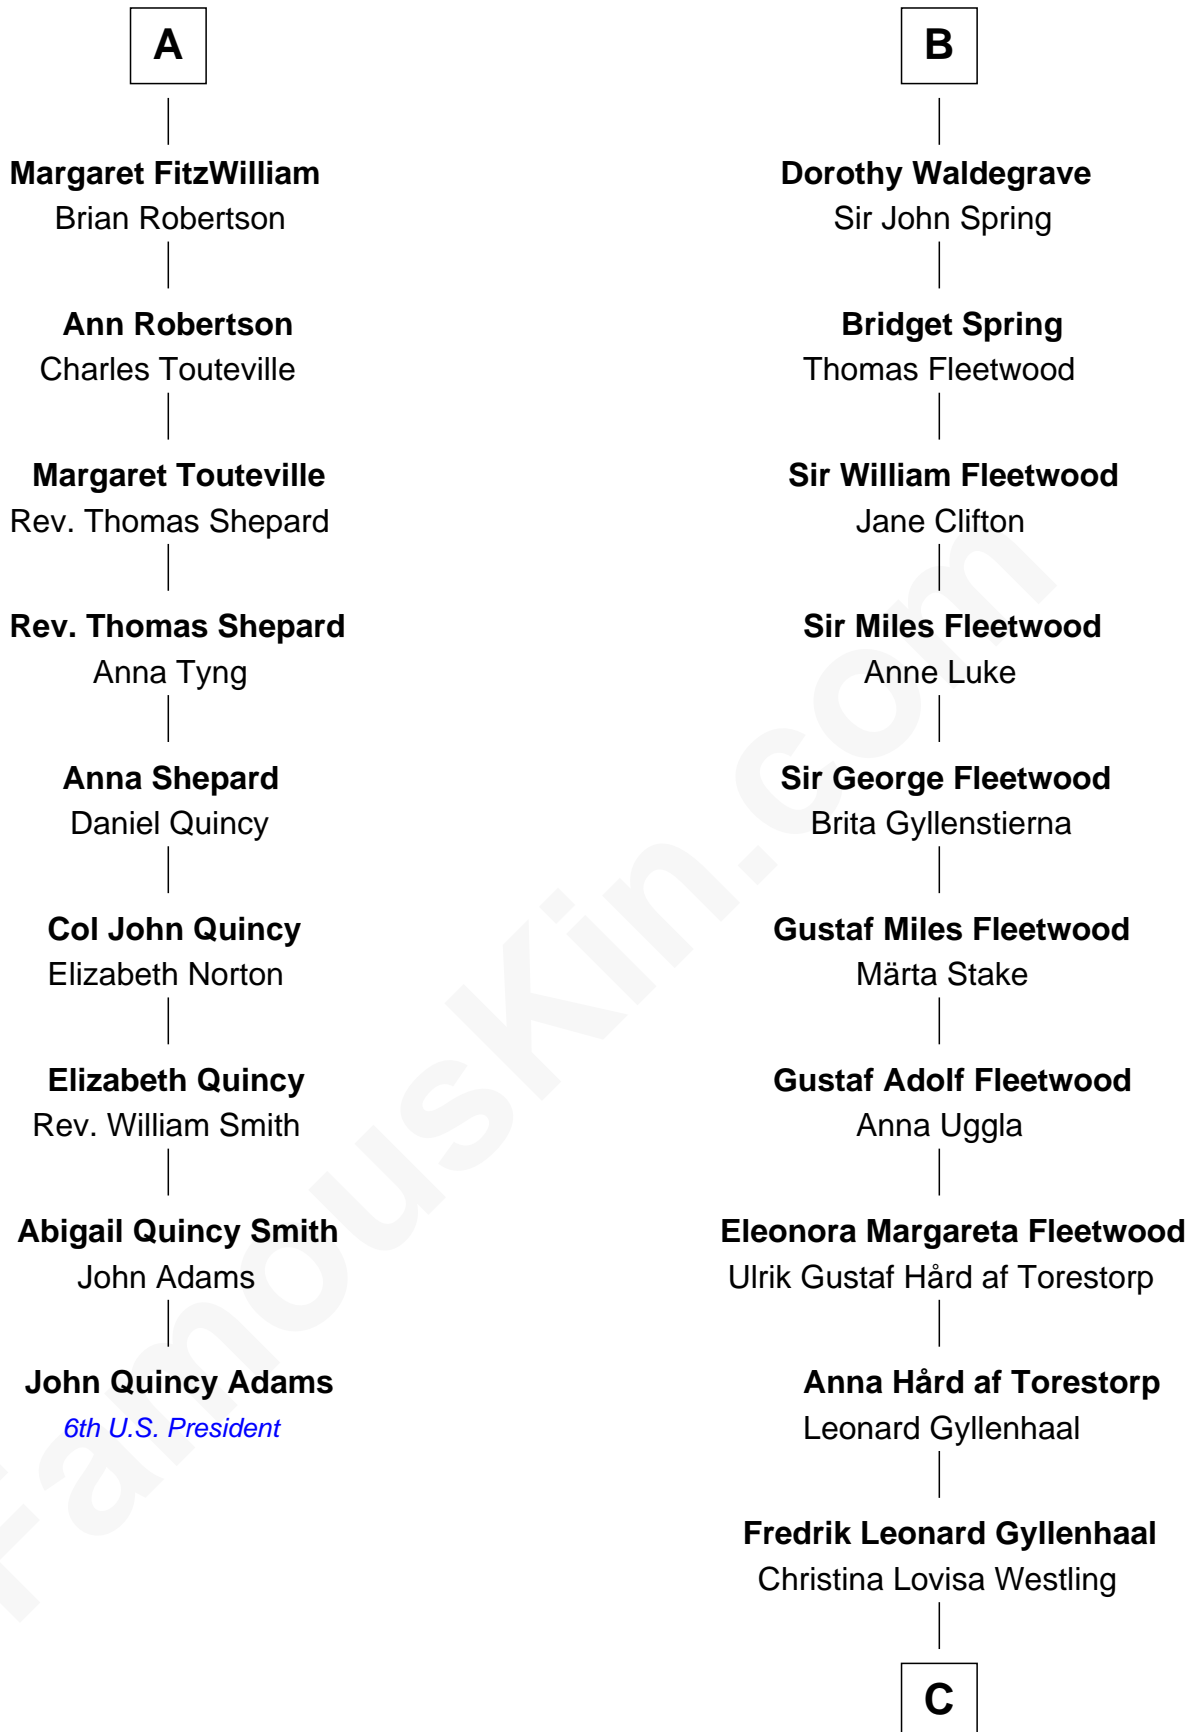 A
Margaret FitzWilliam
Brian Robertson
Ann Robertson
Charles Touteville
Margaret Touteville
Rev. Thomas Shepard
Rev. Thomas Shepard
Anna Tyng
Anna Shepard
Daniel Quincy
Col John Quincy
Elizabeth Norton
Elizabeth Quincy
Rev. William Smith
Abigail Quincy Smith
John Adams
John Quincy Adams
6th U.S. President
B
Dorothy Waldegrave
Sir John Spring
Bridget Spring
Thomas Fleetwood
Sir William Fleetwood
Jane Clifton
Sir Miles Fleetwood
Anne Luke
Sir George Fleetwood
Brita Gyllenstierna
Gustaf Miles Fleetwood
Märta Stake
Gustaf Adolf Fleetwood
Anna Uggla
Eleonora Margareta Fleetwood
Ulrik Gustaf Hård af Torestorp
Anna Hård af Torestorp
Leonard Gyllenhaal
Fredrik Leonard Gyllenhaal
Christina Lovisa Westling
C
FamousKin.com